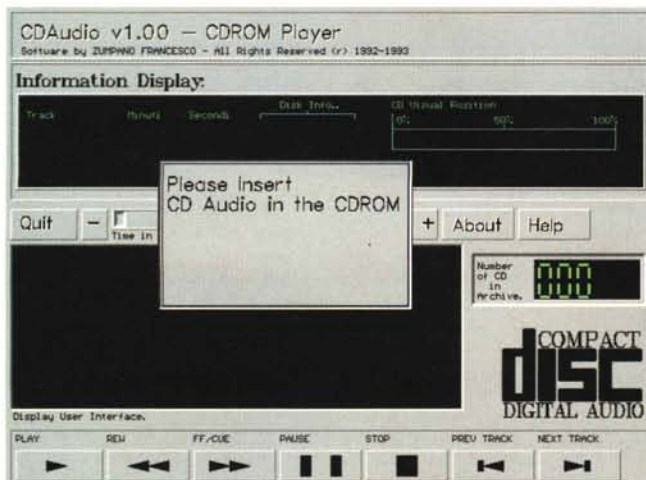 CDAudio v1.00 - CDROM Player
Software by ZUMPANO FRANCESCO - All Rights Reserved (r) 1992-1993
Information Display:
Track Minuti Secondi Disk Info.. CD Visual Position
0% 50% 100%
Please Insert
CD Audio in the CDROM
Quit - + About Help
Time in
Number
of CD
in
Archive.
000
COMPACT
disc
DIGITAL AUDIO
Display User Interface.
PLAY REW FF/CUE PAUSE STOP PREV TRACK NEXT TRACK